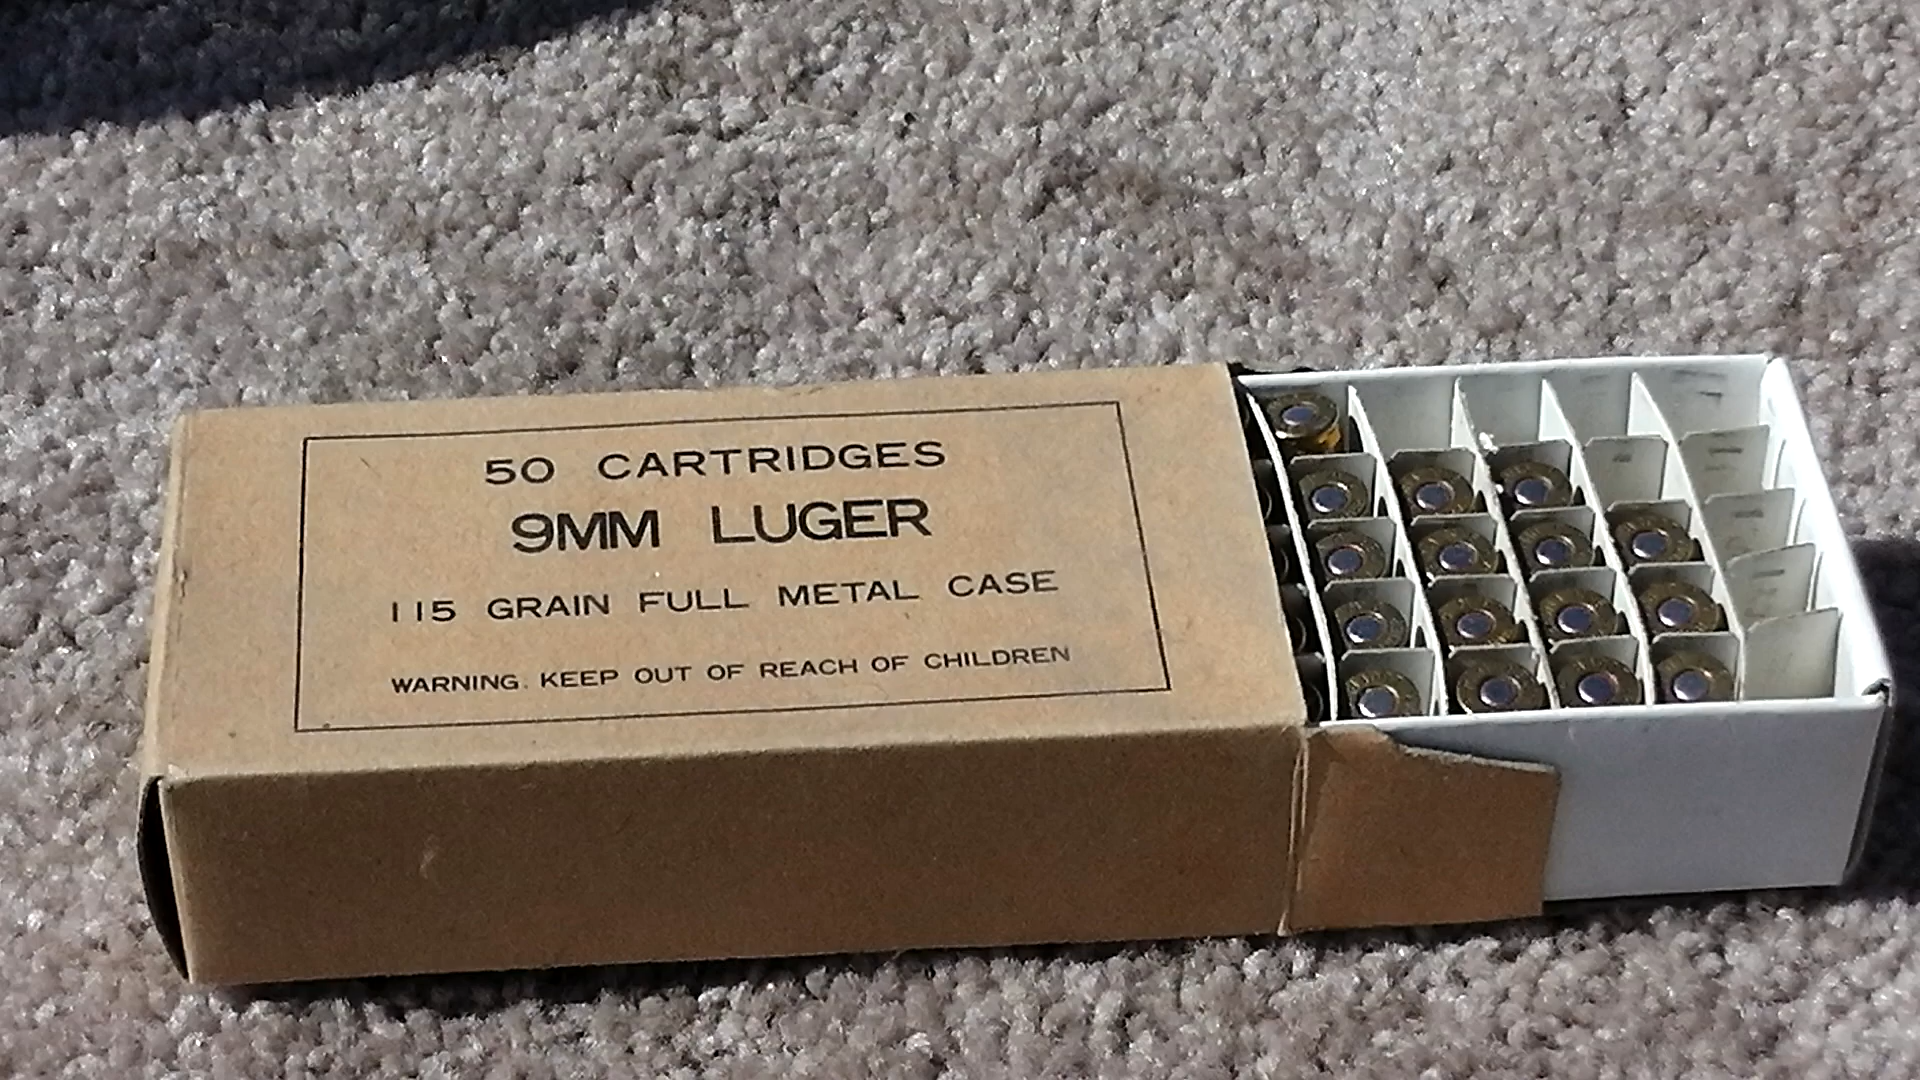 50 CARTRIDGES
9MM LUGER
115 GRAIN FULL METAL CASE
WARNING. KEEP OUT OF REACH OF CHILDREN